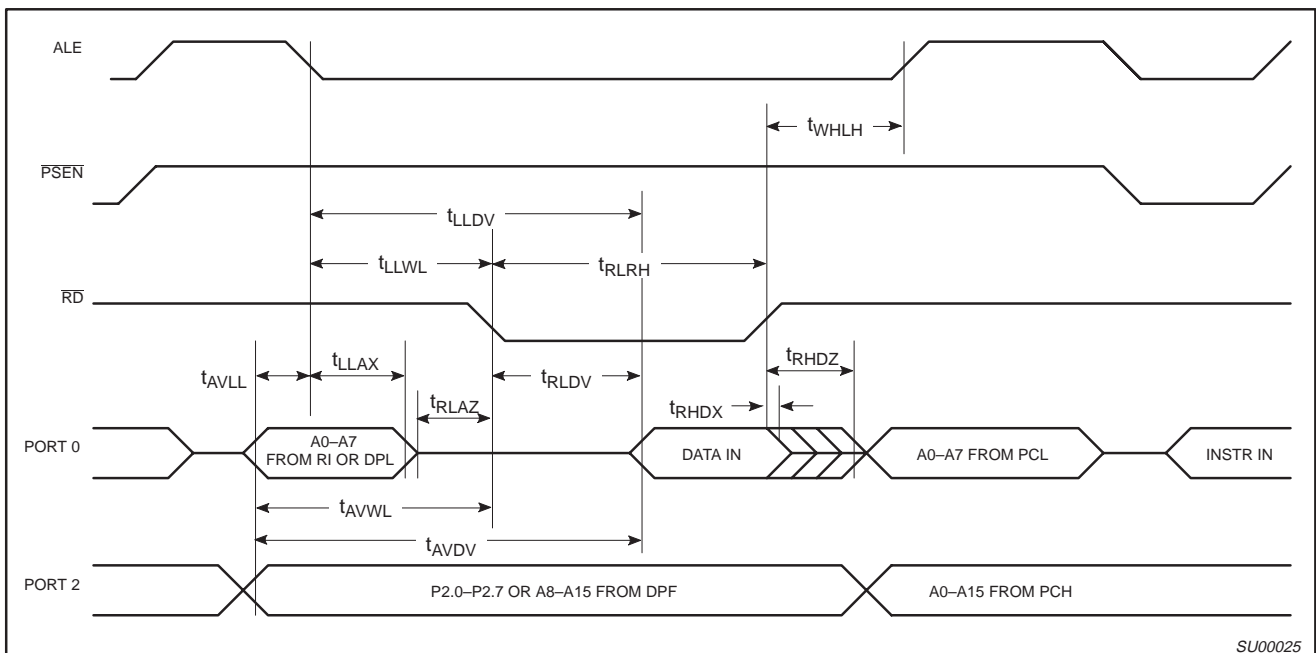 ALE
tWHLH
PSEN
tLLDV
tLLWL
tRLRH
RD
tAVLL
tLLAX
tRLDV
tRHDZ
tRLAZ
tRHDX
PORT 0
A0–A7
FROM RI OR DPL
DATA IN
A0–A7 FROM PCL
INSTR IN
tAVWL
tAVDV
PORT 2
P2.0–P2.7 OR A8–A15 FROM DPF
A0–A15 FROM PCH
SU00025